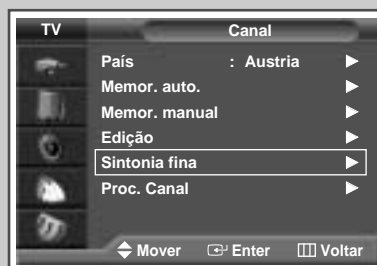 TV Canal
País : Austria
Memor. auto.
Memor. manual
Edição
Sintonia fina
Proc. Canal
Mover Enter Voltar